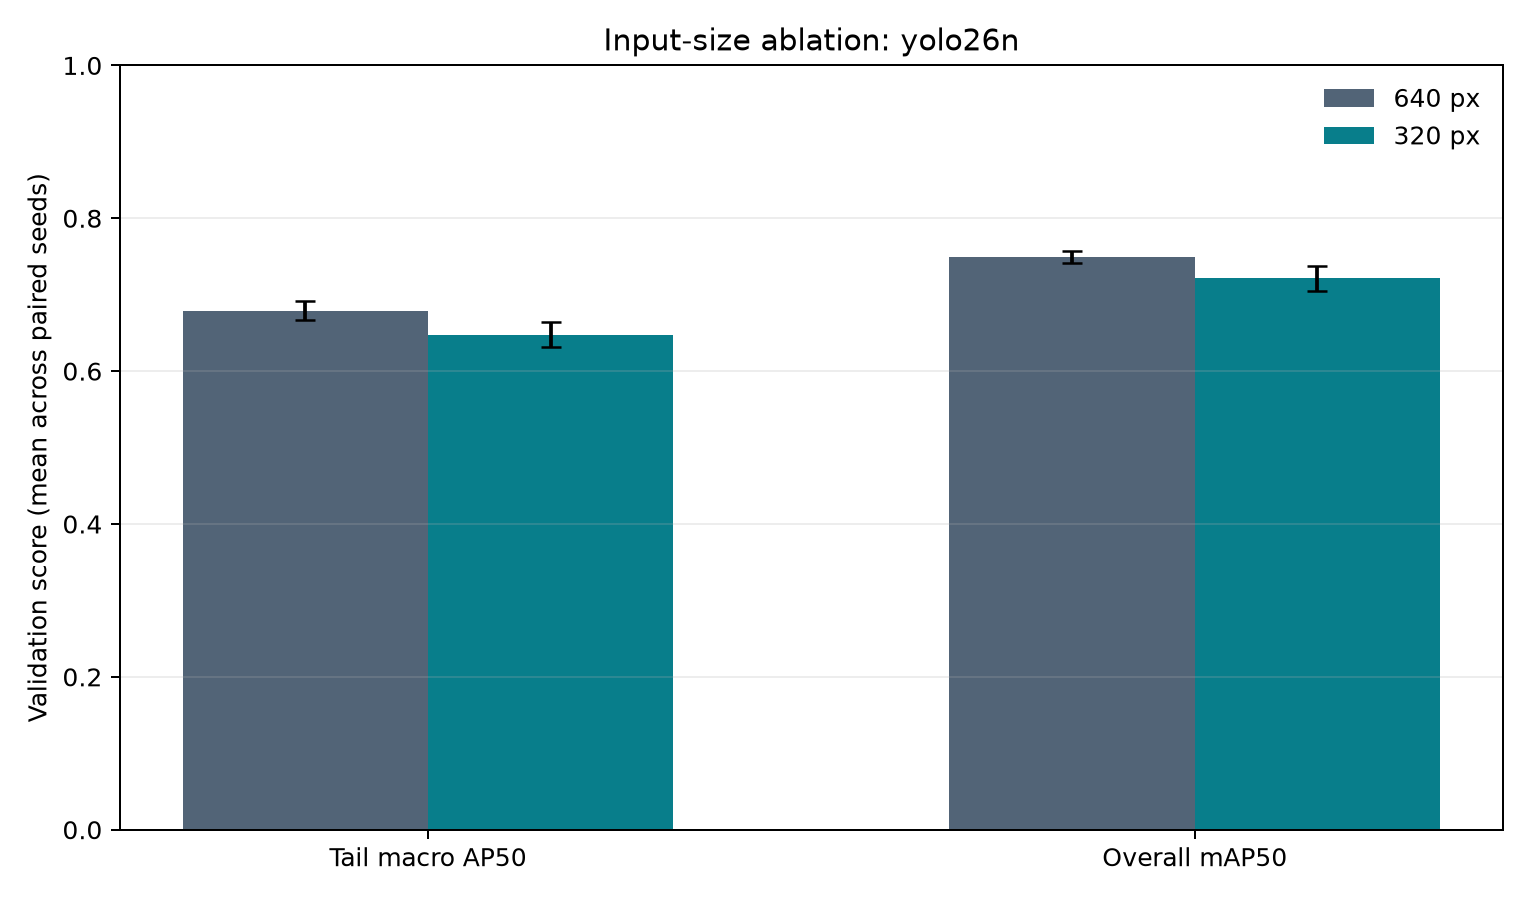 Input-size ablation: yolo26n
1.0
0.8
0.6
0.4
0.2
0.0
Validation score (mean across paired seeds)
640 px
320 px
Tail macro AP50
Overall mAP50